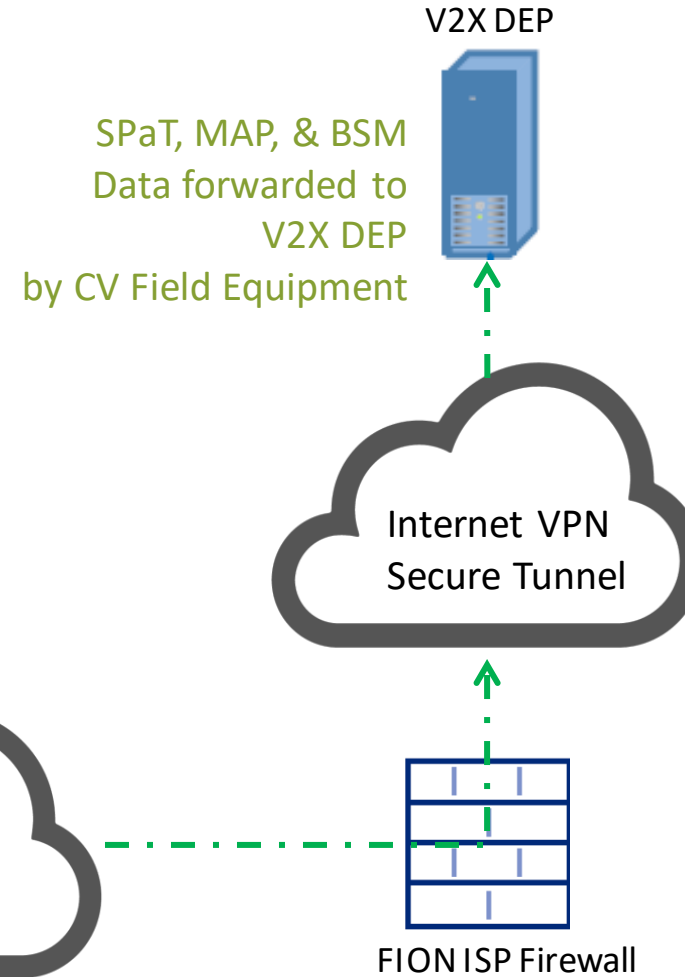 V2X DEP
SPaT, MAP, & BSM
Data forwarded to
V2X DEP
by CV Field Equipment
Internet VPN
Secure Tunnel
FION ISP Firewall